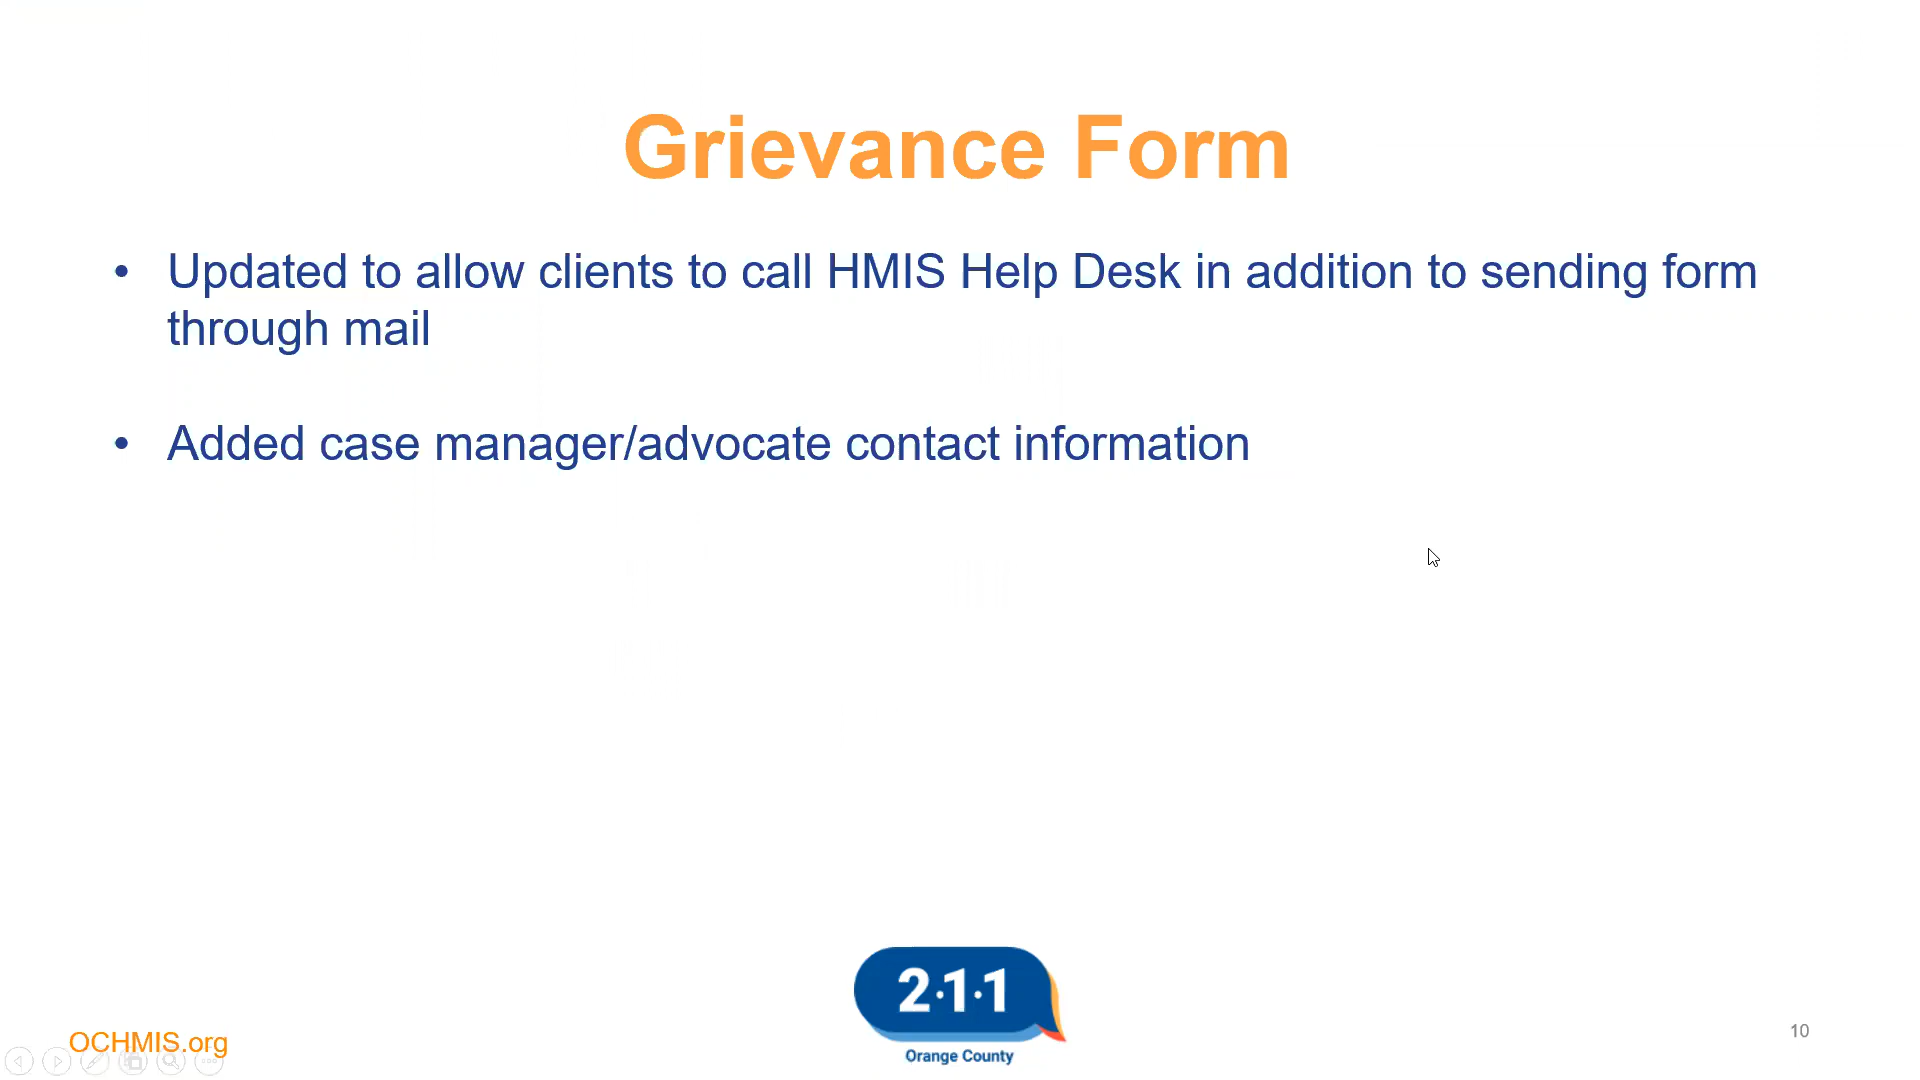 Grievance Form
• Updated to allow clients to call HMIS Help Desk in addition to sending form
through mail
• Added case manager/advocate contact information
2·1·1
Orange County
OCHMIS.org
10